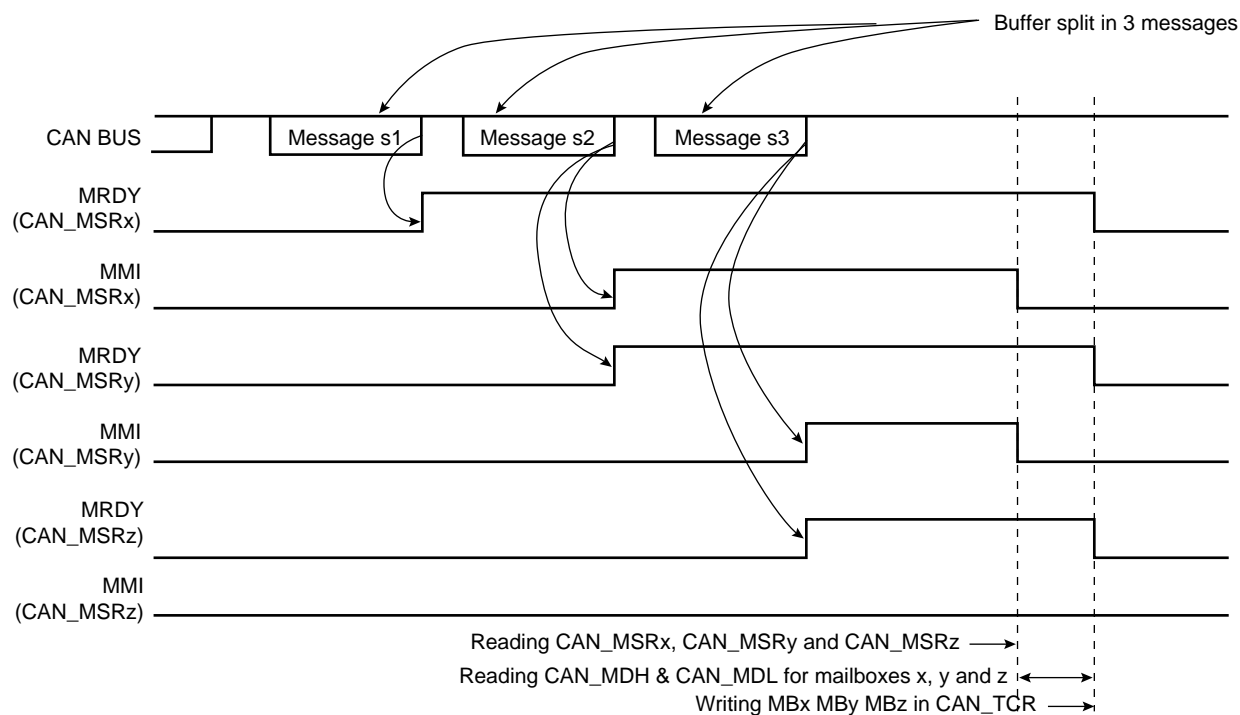 Buffer split in 3 messages
CAN BUS
Message s1
Message s2
Message s3
MRDY
(CAN_MSRx)
MMI
(CAN_MSRx)
MRDY
(CAN_MSRy)
MMI
(CAN_MSRy)
MRDY
(CAN_MSRz)
MMI
(CAN_MSRz)
Reading CAN_MSRx, CAN_MSRy and CAN_MSRz
Reading CAN_MDH & CAN_MDL for mailboxes x, y and z
Writing MBx MBy MBz in CAN_TCR